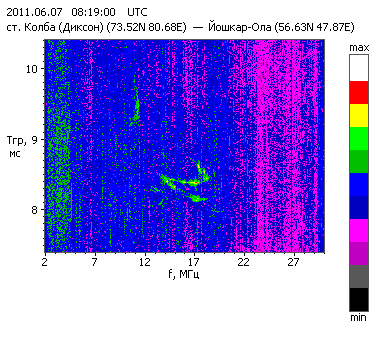 2011.06.07 08:19:00 UTC
ст. Колба (Диксон) (73.52N 80.68E) — Йошкар-Ола (56.63N 47.87E)
max
10
9
Тгр,
мс
8
2 7 12 17 22 27
f, МГц
min